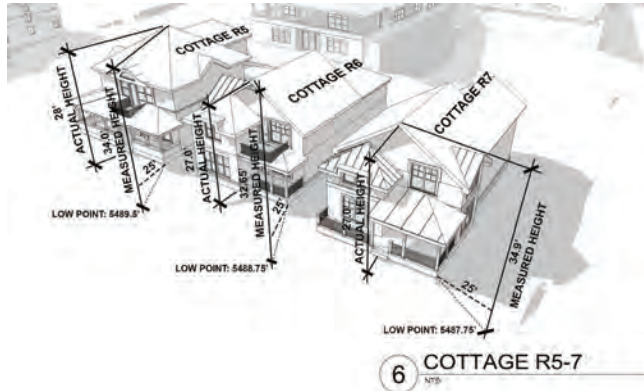 COTTAGE R5
COTTAGE R6
COTTAGE R7
28'
ACTUAL HEIGHT
34.0'
MEASURED HEIGHT
25'
LOW POINT: 5489.5'
27.0'
ACTUAL HEIGHT
32.65'
MEASURED HEIGHT
25'
LOW POINT: 5488.75'
27.0'
ACTUAL HEIGHT
34.9'
MEASURED HEIGHT
25'
LOW POINT: 5487.75'
6
COTTAGE R5-7
NTS